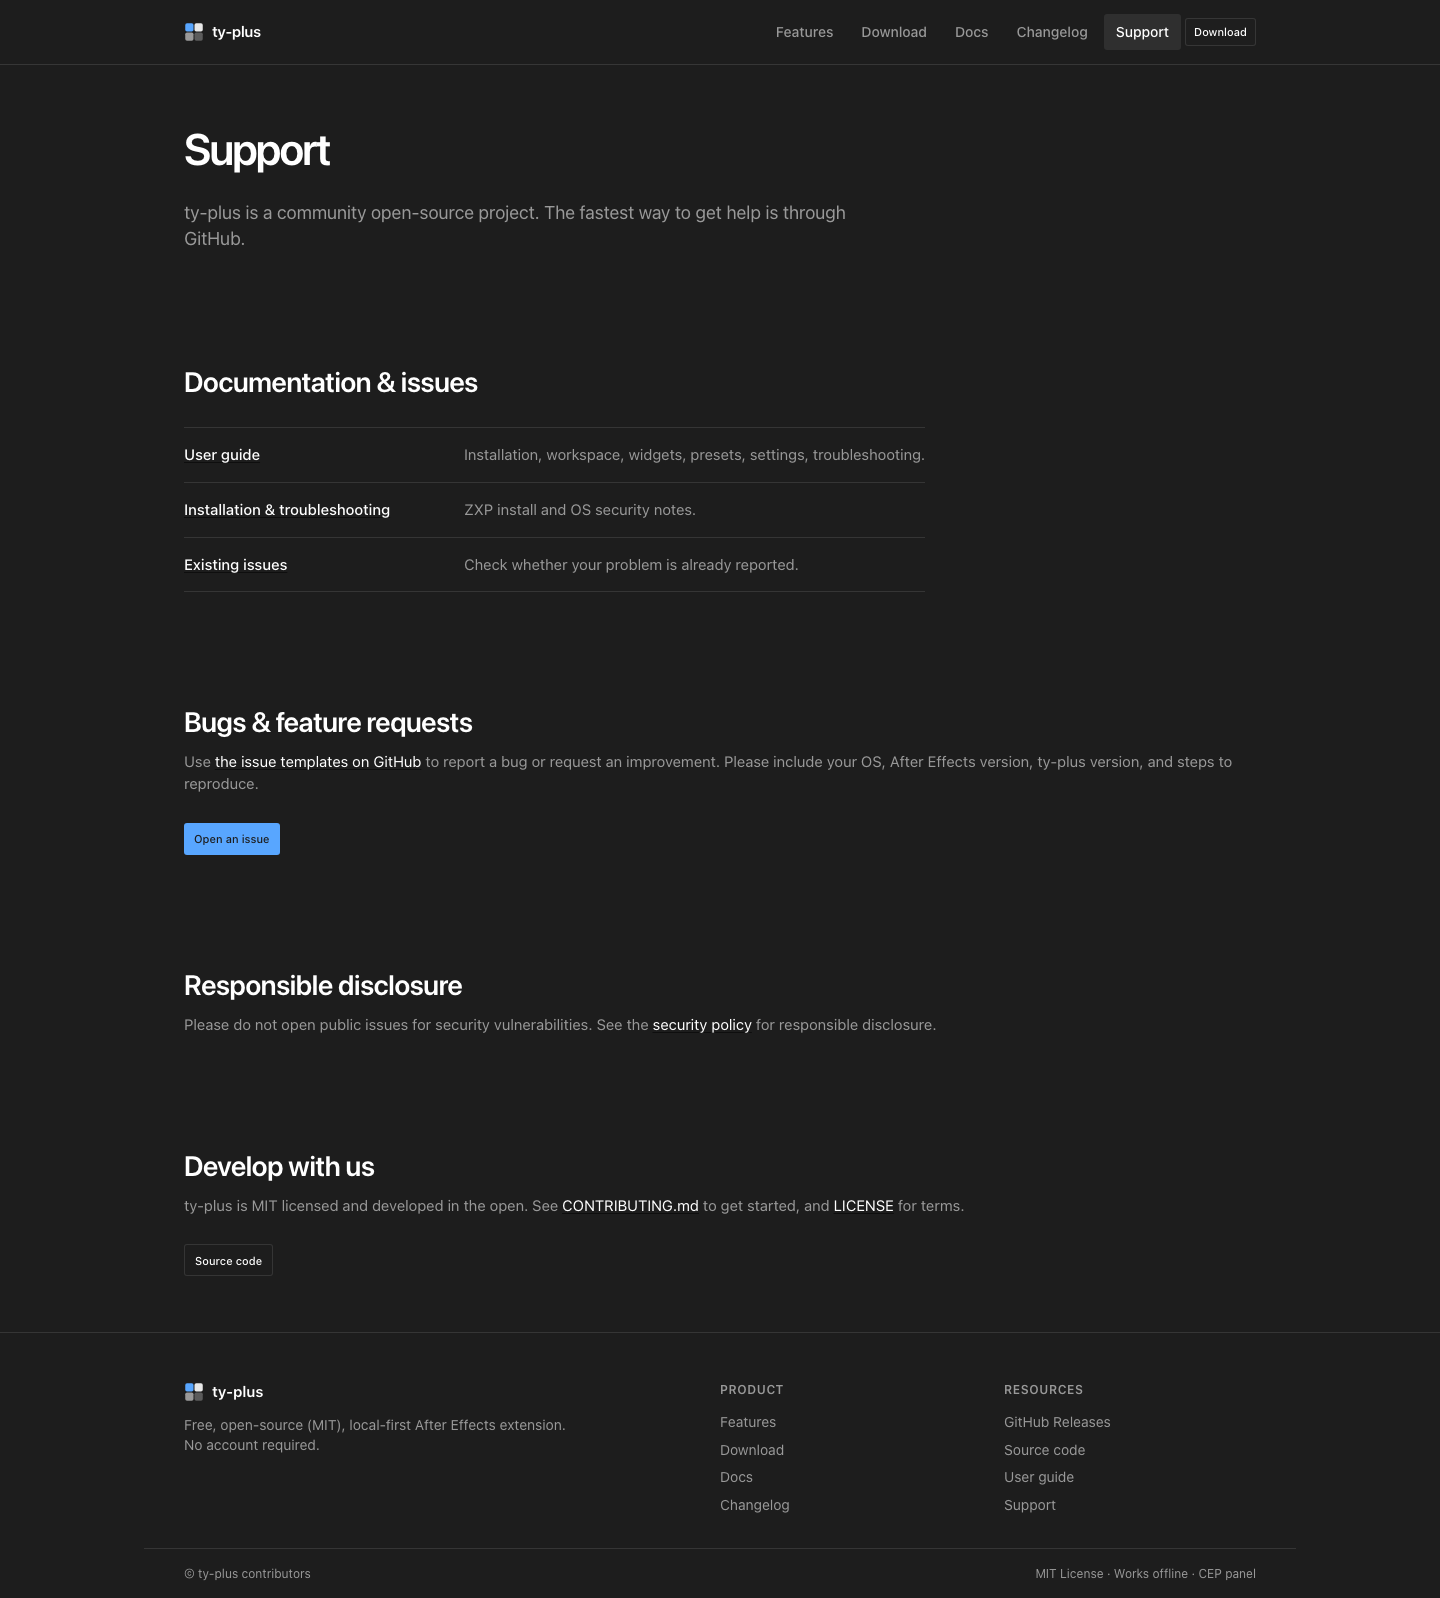 ty-plus
Features
Download
Docs
Changelog
Support
Download
Support
ty-plus is a community open-source project. The fastest way to get help is through
GitHub.
Documentation & issues
User guide
Installation, workspace, widgets, presets, settings, troubleshooting.
Installation & troubleshooting
ZXP install and OS security notes.
Existing issues
Check whether your problem is already reported.
Bugs & feature requests
Use the issue templates on GitHub to report a bug or request an improvement. Please include your OS, After Effects version, ty-plus version, and steps to
reproduce.
Open an issue
Responsible disclosure
Please do not open public issues for security vulnerabilities. See the security policy for responsible disclosure.
Develop with us
ty-plus is MIT licensed and developed in the open. See CONTRIBUTING.md to get started, and LICENSE for terms.
Source code
ty-plus
Free, open-source (MIT), local-first After Effects extension.
No account required.
PRODUCT
Features
Download
Docs
Changelog
RESOURCES
GitHub Releases
Source code
User guide
Support
© ty-plus contributors
MIT License · Works offline · CEP panel